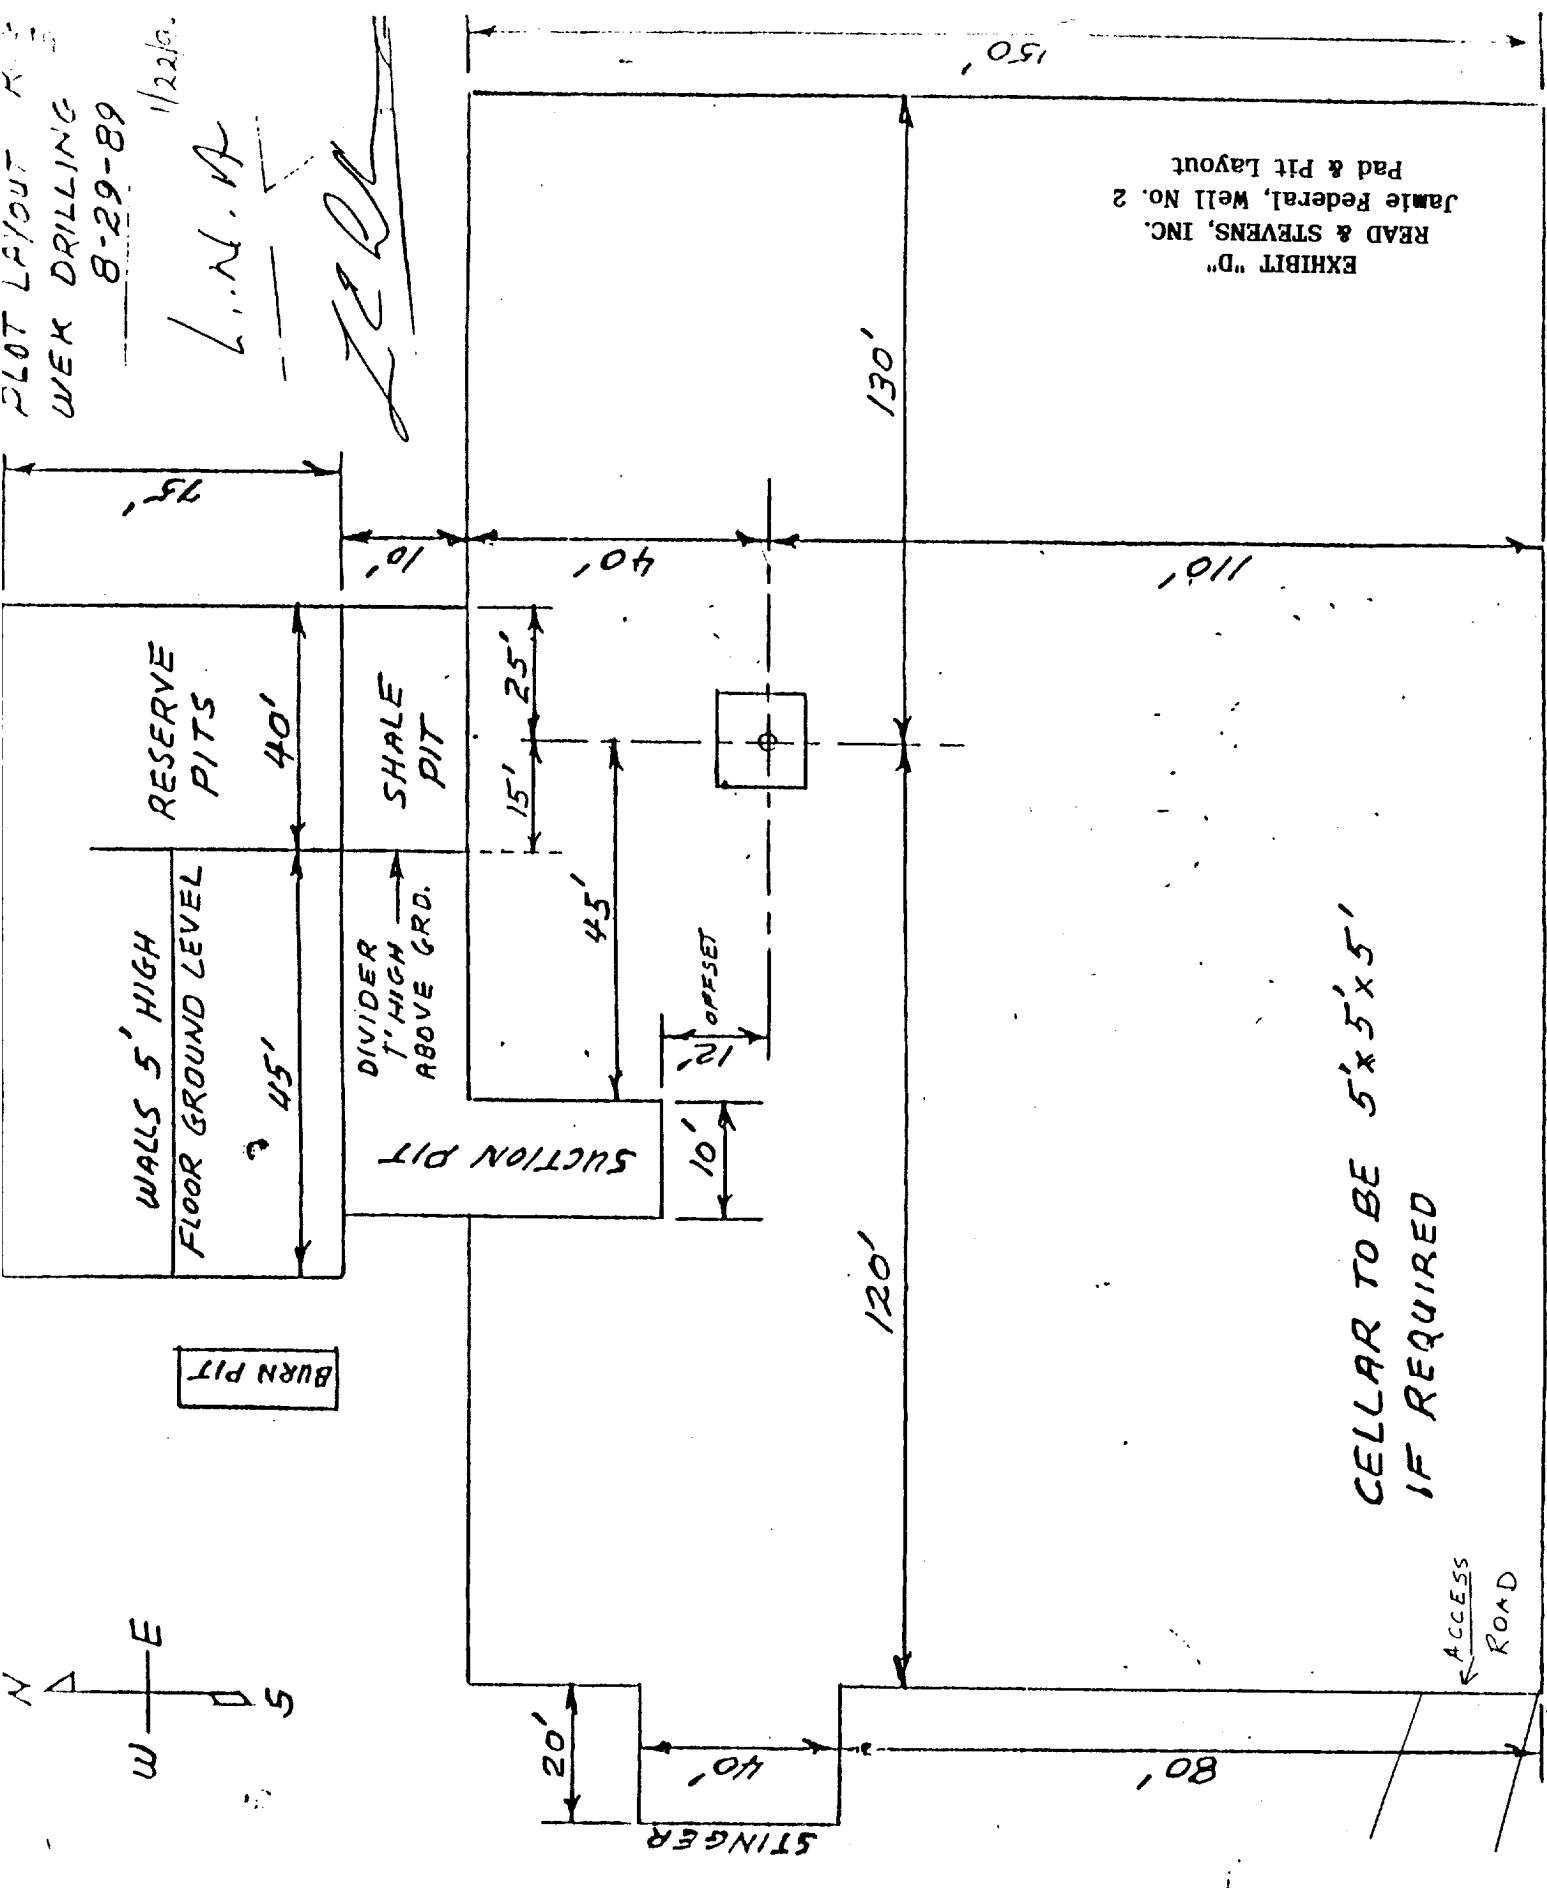 PLOT LAYOUT
WEK DRILLING
8-29-89
150'
EXHIBIT "D"
READ & STEVENS, INC.
Jamie Federal, Well No. 2
Pad & Pit Layout
75'
10'
40'
110'
130'
RESERVE
PITS
40'
SHALE
PIT
25'
15'
45'
WALLS 5' HIGH
FLOOR GROUND LEVEL
45'
DIVIDER
1' HIGH
ABOVE GRD.
12'
OFFSET
SUCTION PIT
10'
120'
BURN PIT
CELLAR TO BE 5'x5'x5'
IF REQUIRED
N
W E
S
20'
40'
80'
STINGER
ACCESS
ROAD